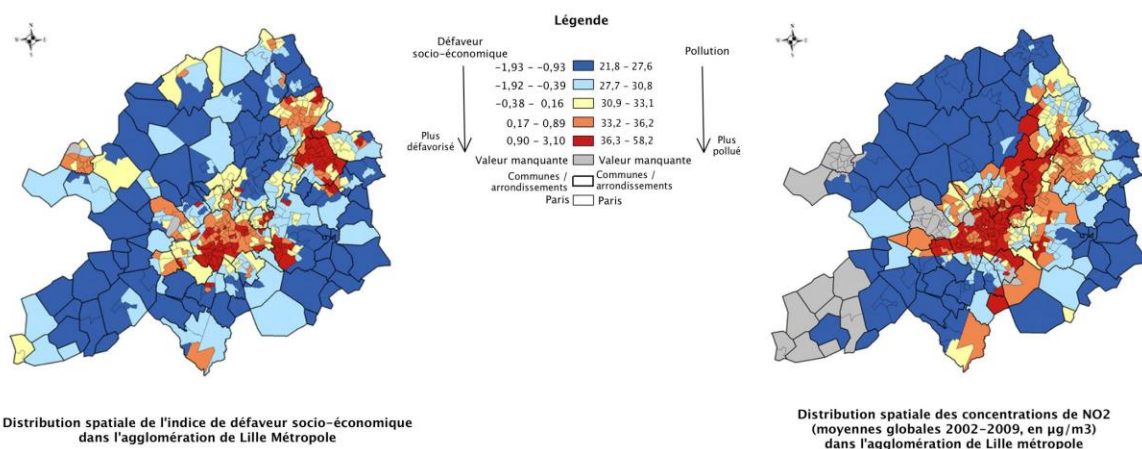 Légende
Défaveur
socio-économique
Pollution
-1,93 - -0,93 21,8 - 27,6
-1,92 - -0,39 27,7 - 30,8
-0,38 - 0,16 30,9 - 33,1
0,17 - 0,89 33,2 - 36,2
0,90 - 3,10 36,3 - 58,2
Plus
défavorisé
Plus
pollué
Valeur manquante Valeur manquante
Communes /
arrondissements
Communes /
arrondissements
Paris Paris
Distribution spatiale de l'indice de défaveur socio-économique
dans l'agglomération de Lille Métropole
Distribution spatiale des concentrations de NO2
(moyennes globales 2002-2009, en µg/m3)
dans l'agglomération de Lille métropole